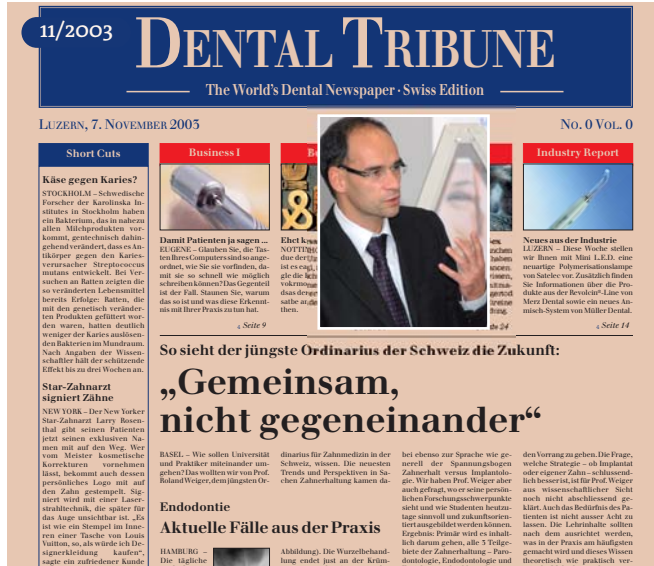 11/2003
DENTAL TRIBUNE
The World's Dental Newspaper · Swiss Edition
LUZERN, 7. NOVEMBER 2003
NO. 0 VOL. 0
Short Cuts
Käse gegen Karies?
STOCKHOLM – Schwedische
Forscher der Karolinska In-
stitutes in Stockholm haben
ein Bakterium, das in nahezu
allen Milchprodukten vor-
kommt, gentechnisch dahin-
gehend verändert, dass es An-
tikörper gegen den Karies-
verursacher Streptococcus
mutans entwickelt. Bei Ver-
suchen an Ratten zeigten die
so veränderten Lebensmittel
bereits Erfolge: Ratten, die
mit den genetisch veränder-
ten Produkten gefüttert wor-
den waren, hatten deutlich
weniger der Karies auslösen-
den Bakterien im Mundraum.
Nach Angaben der Wissen-
schaftler hält der schützende
Effekt bis zu drei Wochen an.
Star-Zahnarzt
signiert Zähne
NEW YORK – Der New Yorker
Star-Zahnarzt Larry Rosen-
thal gibt seinen Patienten
jetzt seinen exklusiven Na-
men mit auf den Weg. Wer
vom Meister kosmetische
Korrekturen vornehmen
lässt, bekommt auch dessen
persönliches Logo mit auf
den Zahn gestempelt. Sig-
niert wird mit einer Laser-
strahltechnik, die später für
das Auge unsichtbar ist. „Es
ist wie ein Stempel im Inne-
ren einer Tasche von Louis
Vuitton, so, als würde ich De-
signerkleidung kaufen“,
sagte ein zufriedener Kunde
Business I
Damit Patienten ja sagen ...
EUGENE – Glauben Sie, die Tas-
ten Ihres Computers sind so ange-
ordnet, wie Sie sie vorfinden, da-
mit sie so schnell wie möglich
schreiben können? Das Gegenteil
ist der Fall. Staunen Sie, warum
das so ist und was diese Erkennt-
nis mit Ihrer Praxis zu tun hat.
Seite 9
Industry Report
Neues aus der Industrie
LUZERN – Diese Woche stellen
wir Ihnen mit Mini L.E.D. eine
neuartige Polymerisationslampe
von Satelec vor. Zusätzlich finden
Sie Informationen über die Pro-
dukte aus der Revolcin®-Line von
Merz Dental sowie ein neues An-
misch-System von Müller Dental.
Seite 14
So sieht der jüngste Ordinarius der Schweiz die Zukunft:
„Gemeinsam,
nicht gegeneinander“
BASEL – Wie sollen Universität
und Praktiker miteinander um-
gehen? Das wollten wir von Prof.
Roland Weiger, dem jüngsten Or-
dinarius für Zahnmedizin in der
Schweiz, wissen. Die neuesten
Trends und Perspektiven in Sa-
chen Zahnerhaltung kamen da-
bei ebenso zur Sprache wie ge-
nerell der Spannungsbogen
Zahnerhalt versus Implantolo-
gie. Wir haben Prof. Weiger aber
auch gefragt, wo er seine persön-
lichen Forschungsschwerpunkte
sieht und wie Studenten heutzu-
tage sinnvoll und zukunftsorien-
tiert ausgebildet werden können.
Ergebnis: Primär wird es inhalt-
lich darum gehen, alle 3 Teilge-
biete der Zahnerhaltung – Paro-
dontologie, Endodontologie und
den Vorrang zu geben. Die Frage,
welche Strategie – ob Implantat
oder eigener Zahn – schlussend-
lich besser ist, ist für Prof. Weiger
aus wissenschaftlicher Sicht
noch nicht abschliessend ge-
klärt. Auch das Bedürfnis des Pa-
tienten ist nicht ausser Acht zu
lassen. Die Lehrinhalte sollten
nach dem ausrichtet werden,
was in der Praxis am häufigsten
gemacht wird und dieses Wissen
theoretisch wie praktisch ver-
Endodontie
Aktuelle Fälle aus der Praxis
HAMBURG –
Die tägliche
Abbildung). Die Wurzelbehand-
lung endet just an der Krüm-